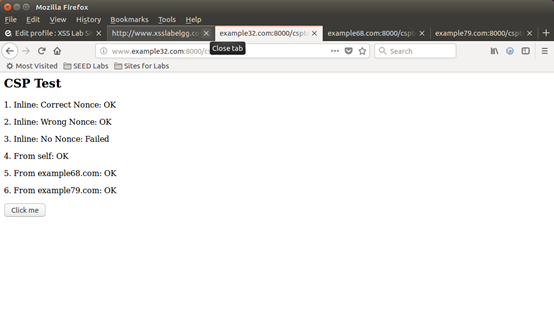 Mozilla Firefox
File Edit View History Bookmarks Tools Help
Edit profile : XSS Lab Si
http://www.xsslabelgg.co
example32.com:8000/csp
example68.com:8000/csp
example79.com:8000/csp
www.example32.com:8000/c
Close tab
Search
Most Visited SEED Labs Sites for Labs
CSP Test
1. Inline: Correct Nonce: OK
2. Inline: Wrong Nonce: OK
3. Inline: No Nonce: Failed
4. From self: OK
5. From example68.com: OK
6. From example79.com: OK
Click me